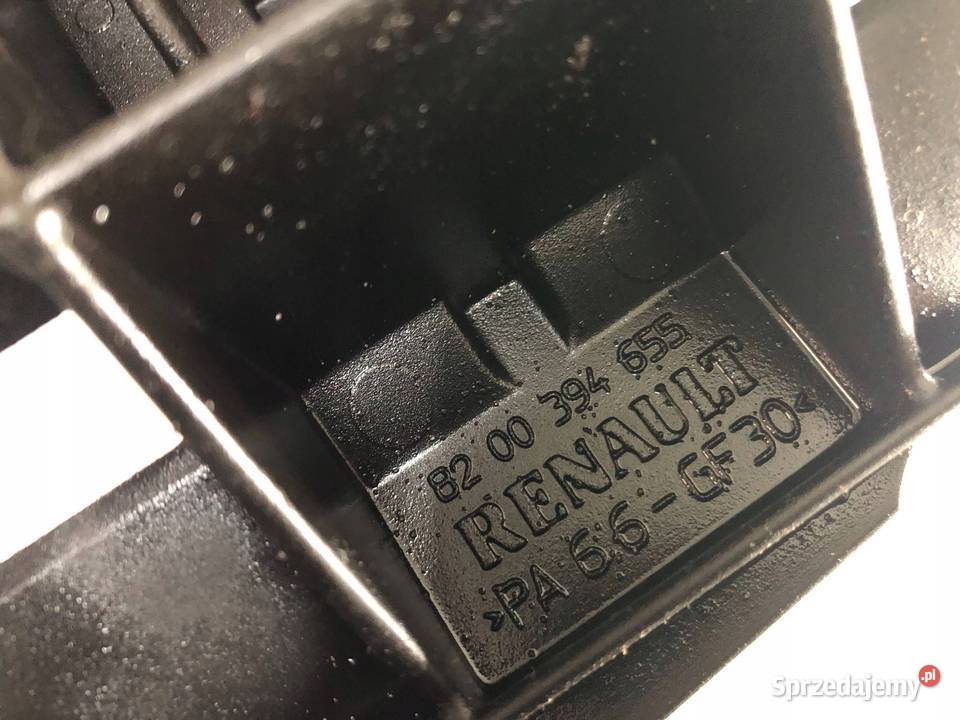 82 00 394 655
RENAULT
>PA 66-GF30<
Sprzedajemy.pl